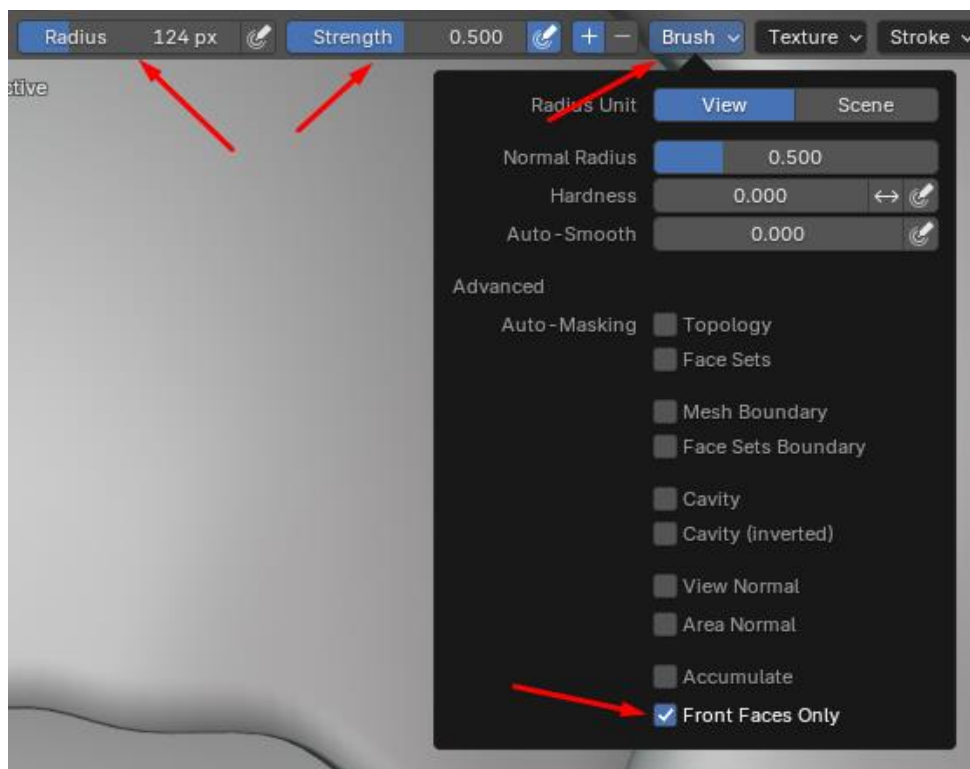 Radius 124 px Strength 0.500 + − Brush Texture Stroke
ctive
Radius Unit View Scene
Normal Radius 0.500
Hardness 0.000
Auto-Smooth 0.000
Advanced
Auto-Masking Topology
Face Sets
Mesh Boundary
Face Sets Boundary
Cavity
Cavity (inverted)
View Normal
Area Normal
Accumulate
Front Faces Only